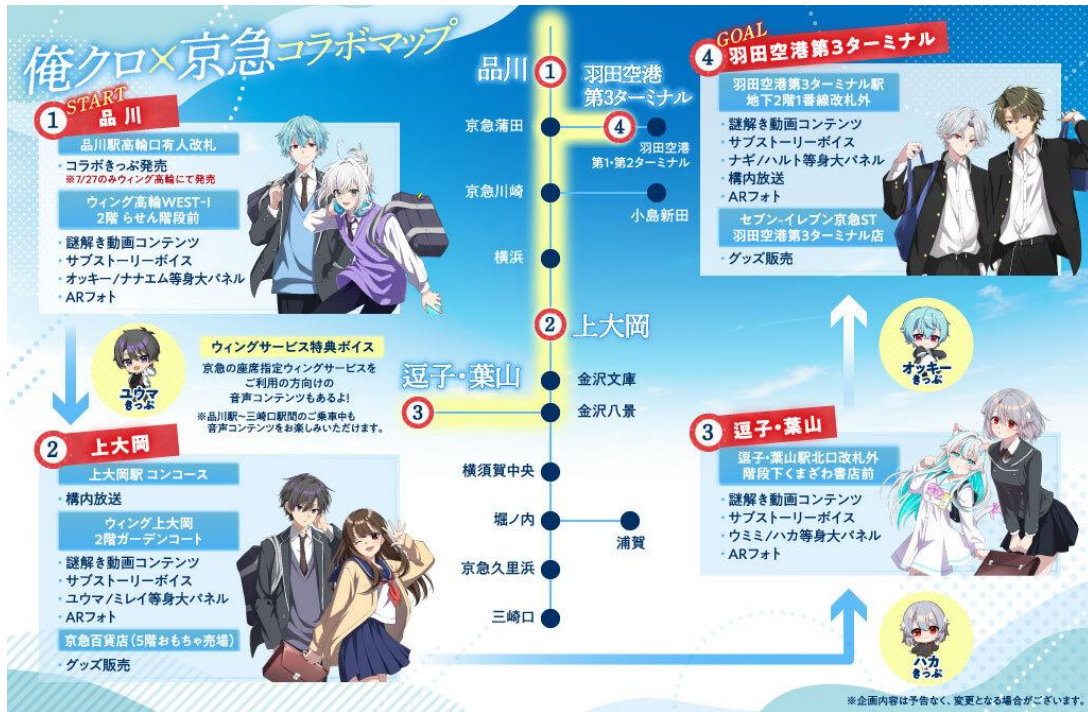 俺クロ×京急コラボマップ
START
1 品川
品川駅高輪口有人改札
・コラボきっぷ発売
※7/27のみウィング高輪にて発売
ウィング高輪WEST-Ⅰ
2階 らせん階段前
・謎解き動画コンテンツ
・サブストーリーボイス
・オッキー/ナナエム等身大パネル
・ARフォト
ユウマ
きっぷ
ウィングサービス特典ボイス
京急の座席指定ウィングサービスを
ご利用の方向けの
音声コンテンツもあるよ!
※品川駅～三崎口駅間のご乗車中も
音声コンテンツをお楽しみいただけます。
2 上大岡
上大岡駅 コンコース
・構内放送
ウィング上大岡
2階ガーデンコート
・謎解き動画コンテンツ
・サブストーリーボイス
・ユウマ/ミレイ等身大パネル
・ARフォト
京急百貨店(5階おもちゃ売場)
・グッズ販売
品川 1
羽田空港
第3ターミナル
京急蒲田
4
羽田空港
第1・第2ターミナル
京急川崎
小島新田
横浜
2 上大岡
逗子・葉山
3
金沢文庫
金沢八景
横須賀中央
堀ノ内
浦賀
京急久里浜
三崎口
GOAL
4 羽田空港第3ターミナル
羽田空港第3ターミナル駅
地下2階1番線改札外
・謎解き動画コンテンツ
・サブストーリーボイス
・ナギ/ハルト等身大パネル
・構内放送
・ARフォト
セブン-イレブン京急ST
羽田空港第3ターミナル店
・グッズ販売
オッキー
きっぷ
3 逗子・葉山
逗子・葉山駅北口改札外
階段下くまざわ書店前
・謎解き動画コンテンツ
・サブストーリーボイス
・ウミミ/ハカ等身大パネル
・ARフォト
ハカ
きっぷ
※企画内容は予告なく、変更となる場合がございます。